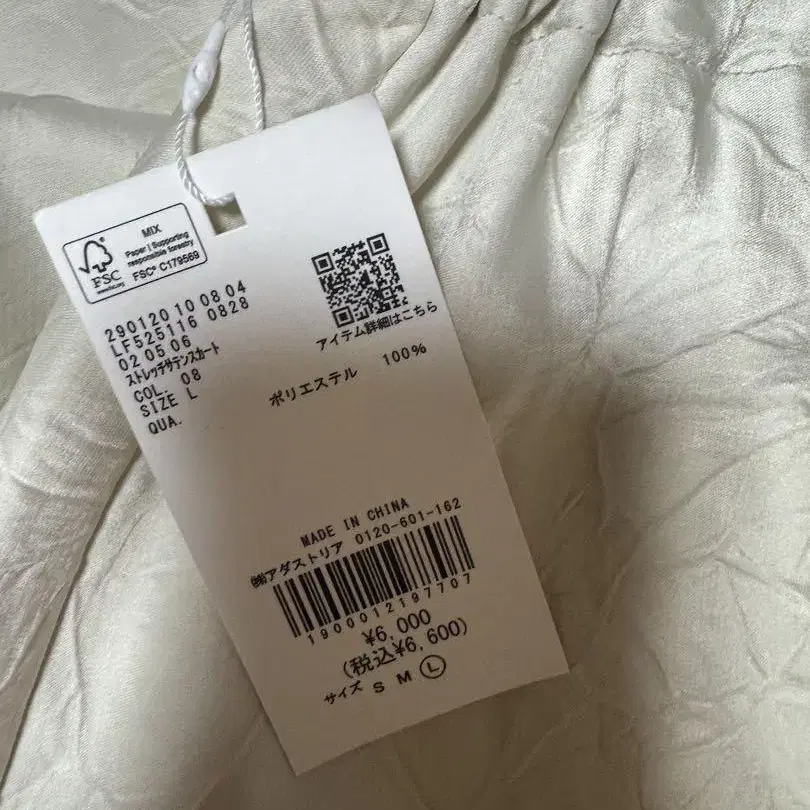 MIX
Paper | Supporting
responsible forestry
FSC® C179569
FSC
www.fsc.org
290120 10 08 04
LF525116 0828
02 05 06
ストレッチサテンスカート
COL. 08
SIZE L
QUA.
アイテム詳細はこちら
ポリエステル 100%
MADE IN CHINA
㈱アダストリア 0120-601-162
1900012197707
¥6,000
(税込¥6,600)
サイズ S M L